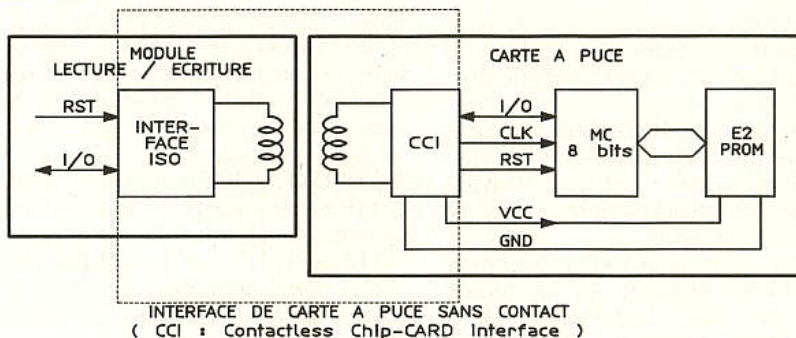 MODULE
LECTURE / ECRITURE
RST
I/O
INTER-
FACE
ISO
CARTE A PUCE
CCI
I/O
CLK
RST
MC
8 bits
E2
PROM
VCC
GND
INTERFACE DE CARTE A PUCE SANS CONTACT
( CCI : Contactless Chip-CARD Interface )